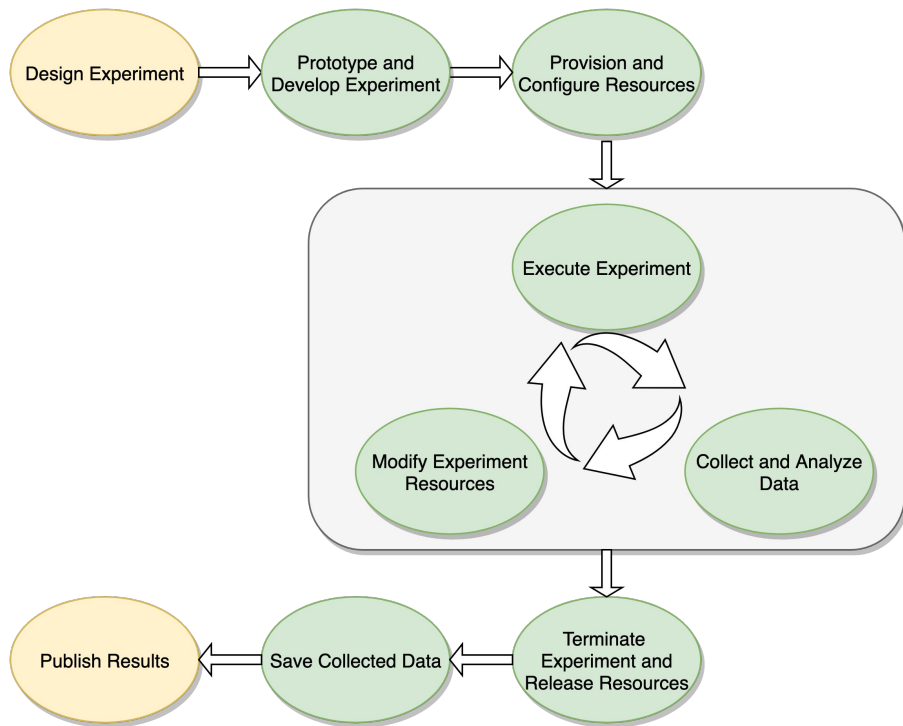 Design Experiment
Prototype and
Develop Experiment
Provision and
Configure Resources
Execute Experiment
Modify Experiment
Resources
Collect and Analyze
Data
Publish Results
Save Collected Data
Terminate
Experiment and
Release Resources